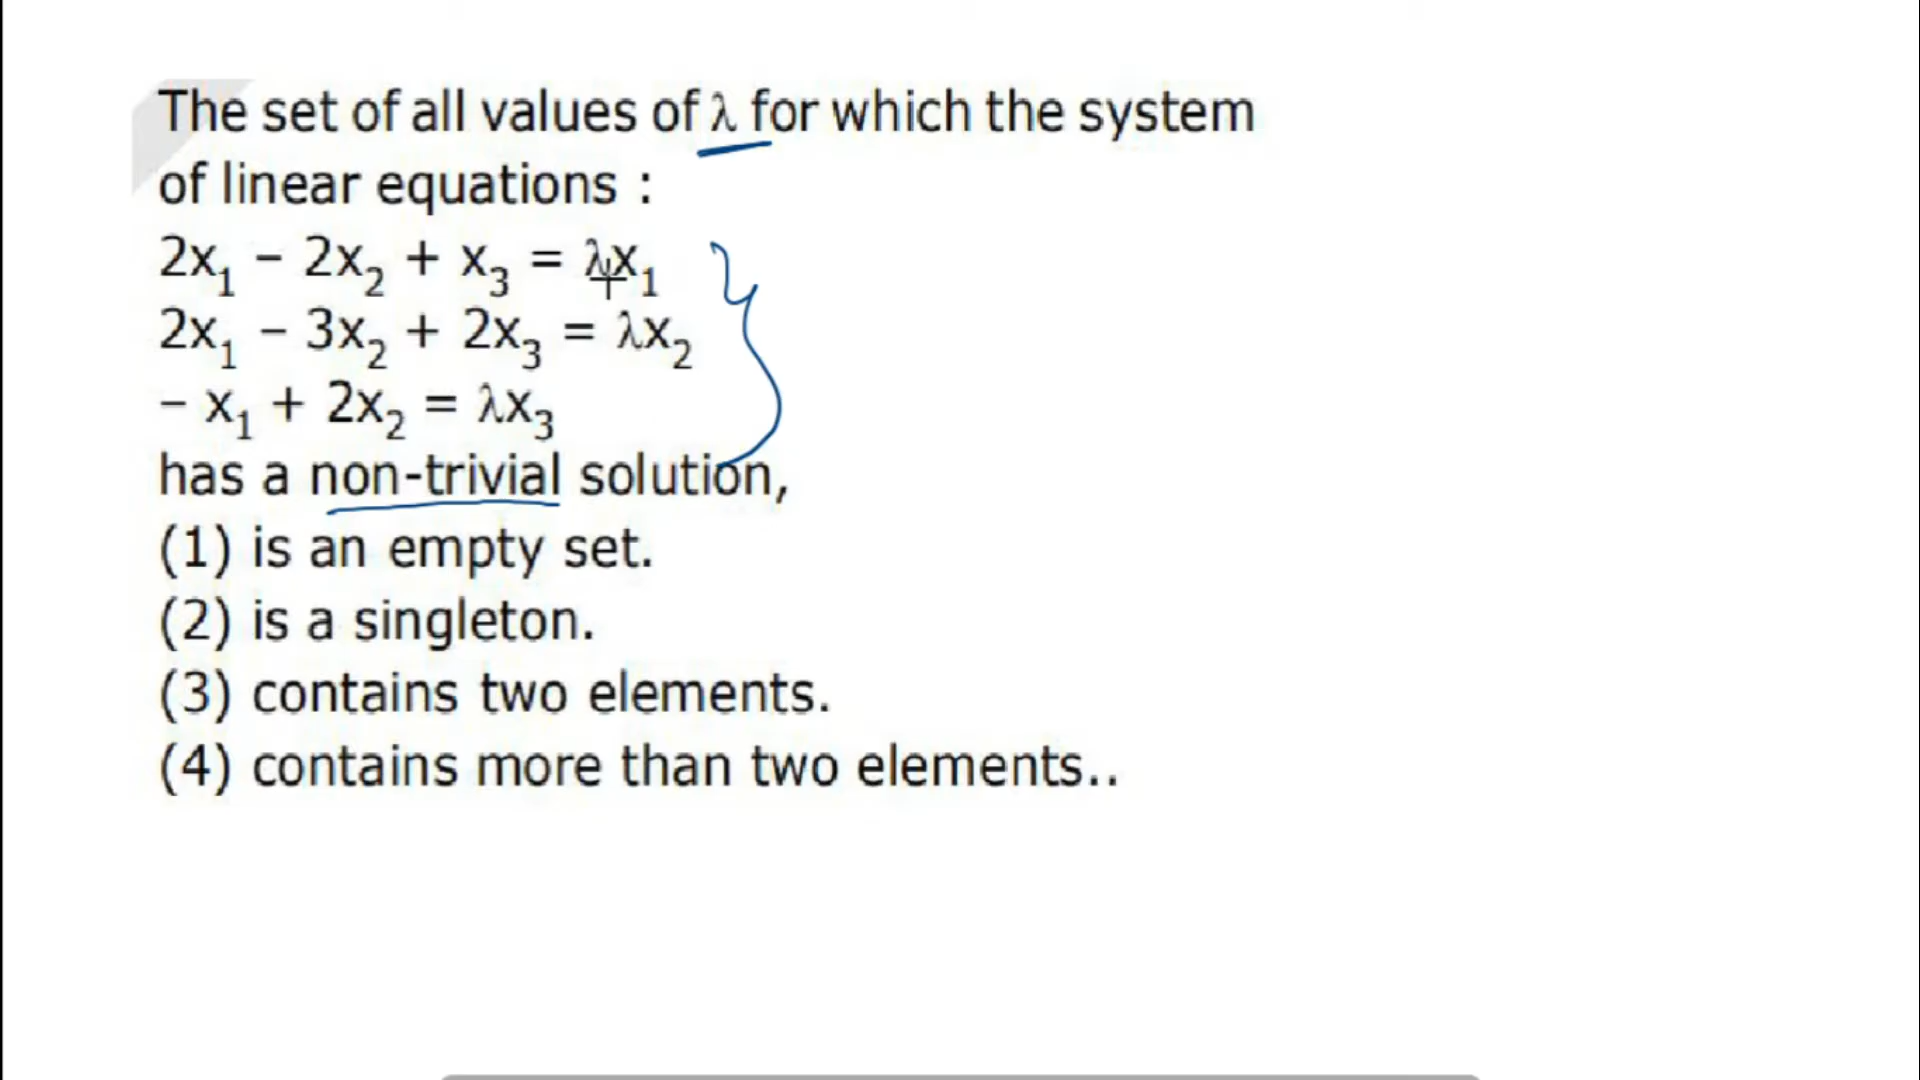 The set of all values of λ for which the system
of linear equations :
2x₁ − 2x₂ + x₃ = λx₁
2x₁ − 3x₂ + 2x₃ = λx₂
− x₁ + 2x₂ = λx₃
has a non-trivial solution,
(1) is an empty set.
(2) is a singleton.
(3) contains two elements.
(4) contains more than two elements..